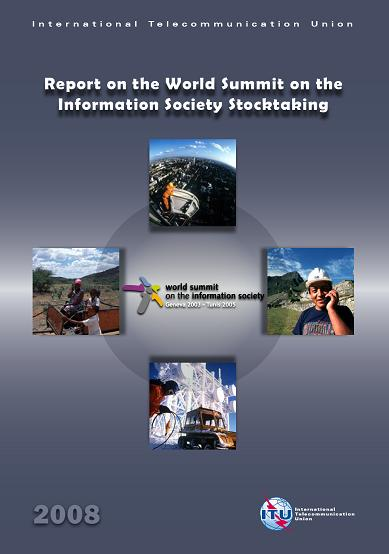 International Telecommunication Union
Report on the World Summit on the
Information Society Stocktaking
world summit
on the information society
Geneva 2003 – Tunis 2005
2008
ITU
International
Telecommunication
Union